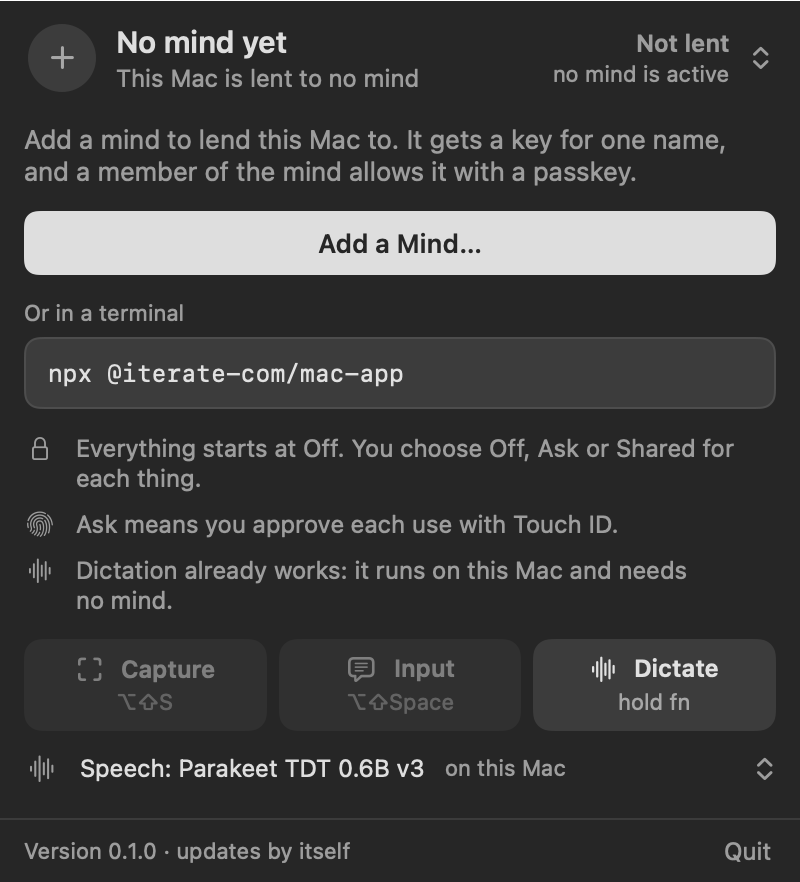 No mind yet
This Mac is lent to no mind
Not lent
no mind is active
Add a mind to lend this Mac to. It gets a key for one name,
and a member of the mind allows it with a passkey.
Add a Mind...
Or in a terminal
npx @iterate-com/mac-app
Everything starts at Off. You choose Off, Ask or Shared for
each thing.
Ask means you approve each use with Touch ID.
Dictation already works: it runs on this Mac and needs
no mind.
Capture
⌥⇧S
Input
⌥⇧Space
Dictate
hold fn
Speech: Parakeet TDT 0.6B v3 on this Mac
Version 0.1.0 · updates by itself
Quit